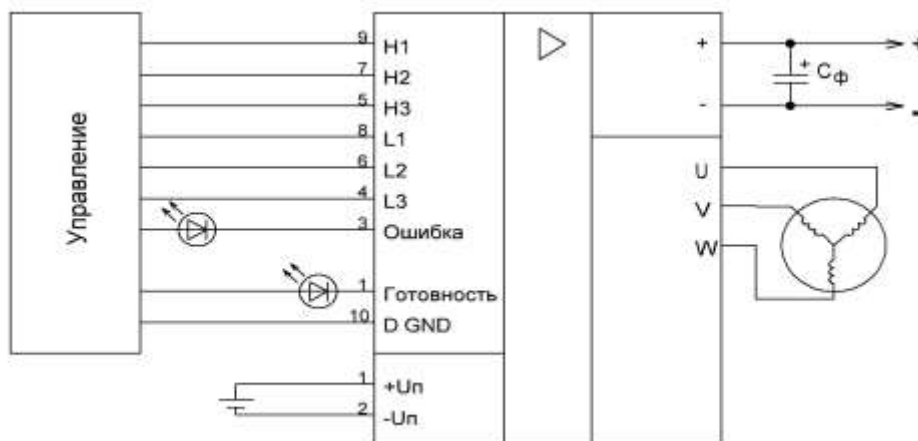 Управление
9 H1
7 H2
5 H3
8 L1
6 L2
4 L3
3 Ошибка
1 Готовность
10 D GND
1 +Uп
2 -Uп
+
-
U
V
W
+ Cф
+
-